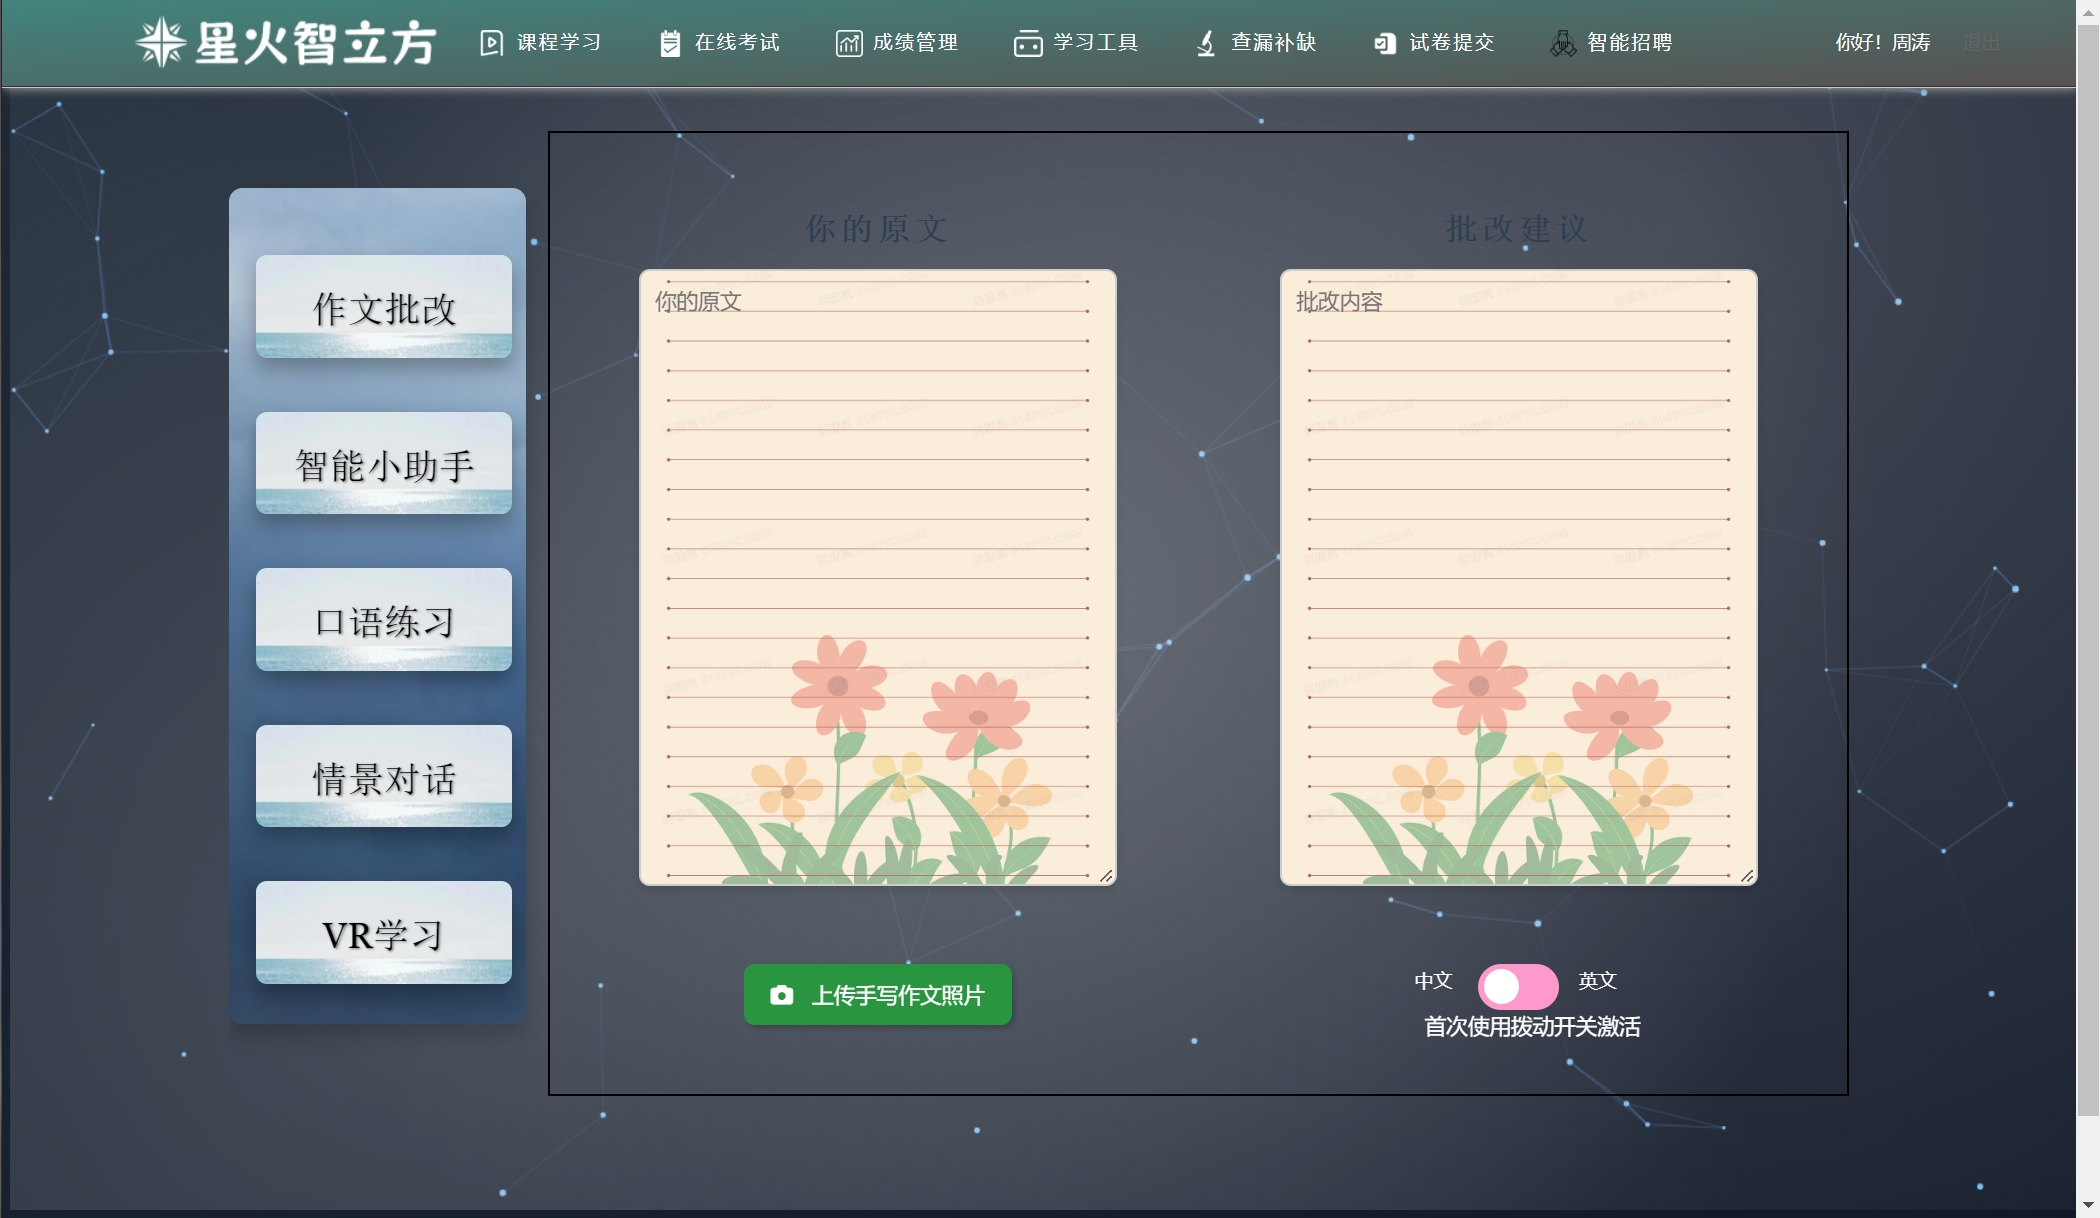 星火智立方
课程学习
在线考试
成绩管理
学习工具
查漏补缺
试卷提交
智能招聘
你好！周涛
退出
作文批改
智能小助手
口语练习
情景对话
VR学习
你的原文
你的原文
上传手写作文照片
批改建议
批改内容
中文
英文
首次使用拨动开关激活